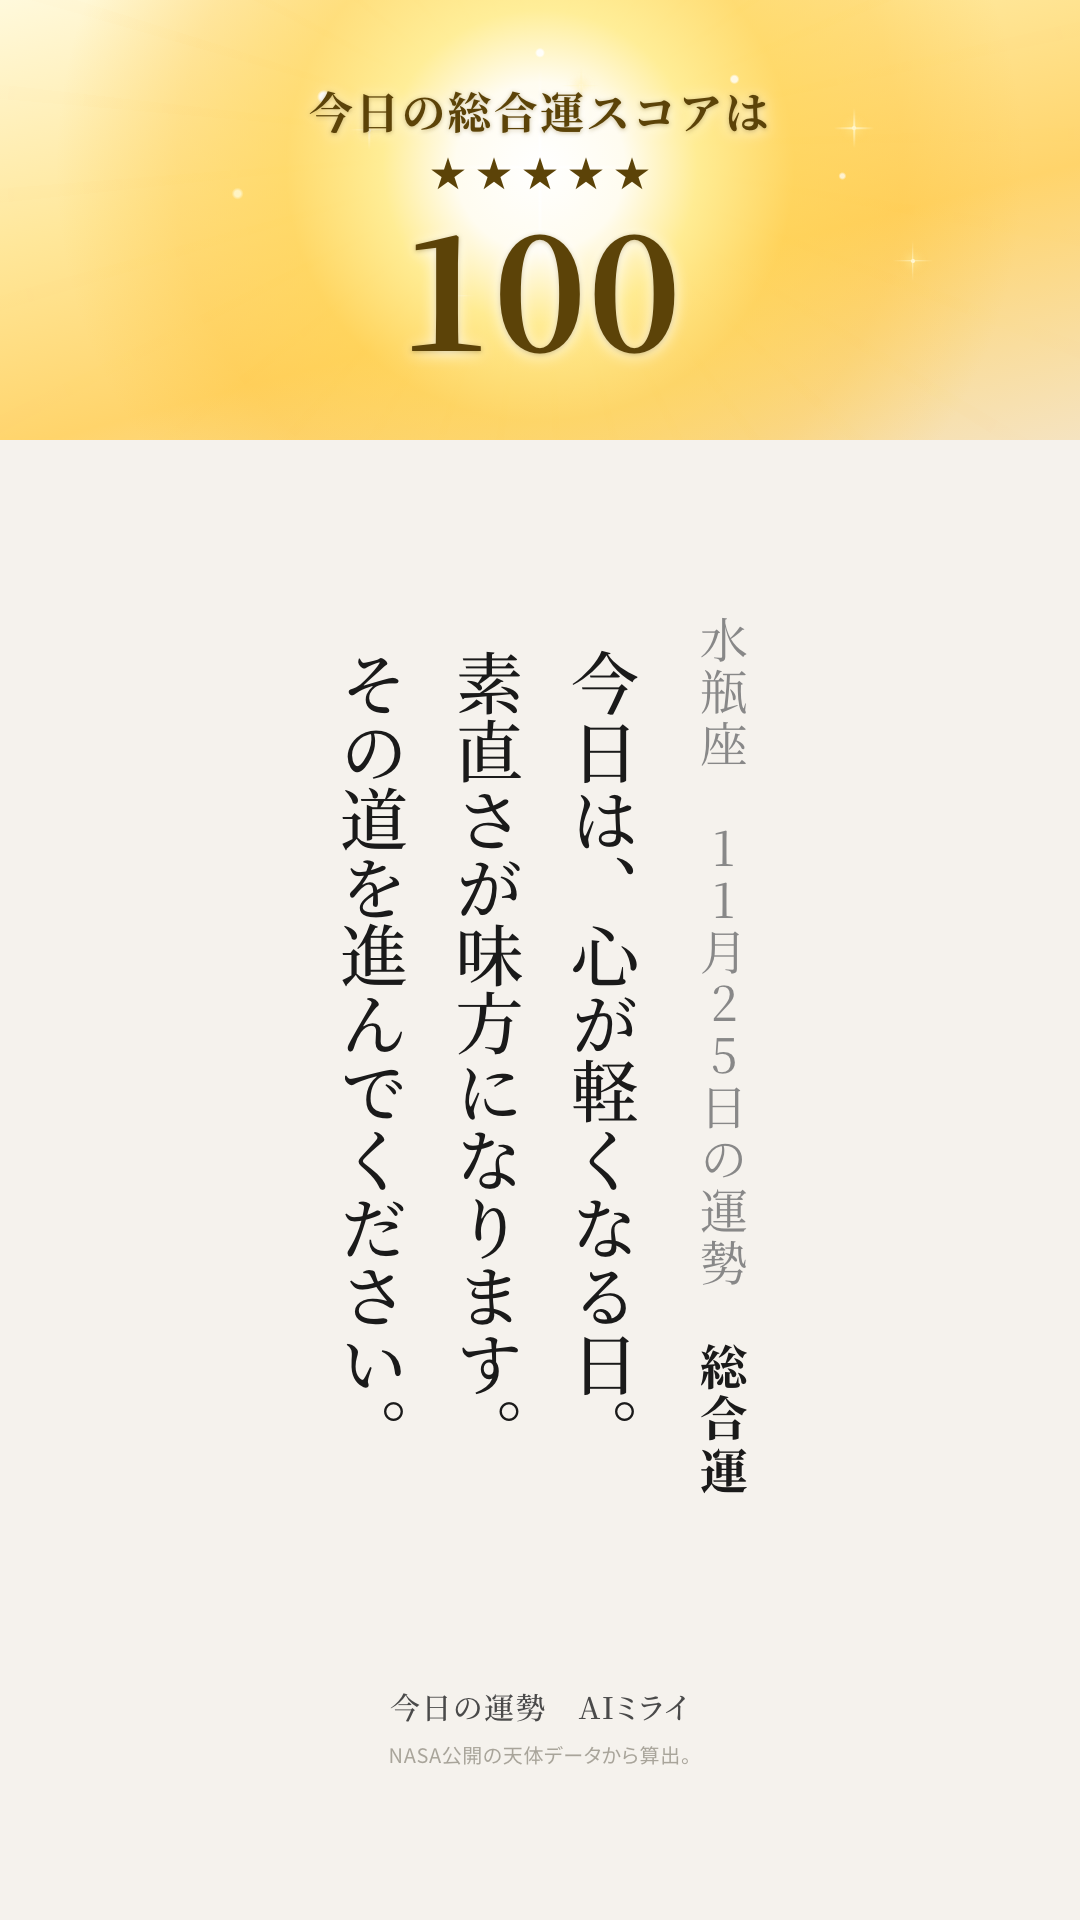 今日の総合運スコアは
★★★★★
100
水瓶座　11月25日の運勢　総合運
今日は、心が軽くなる日。
素直さが味方になります。
その道を進んでください。
今日の運勢　AIミライ
NASA公開の天体データから算出。